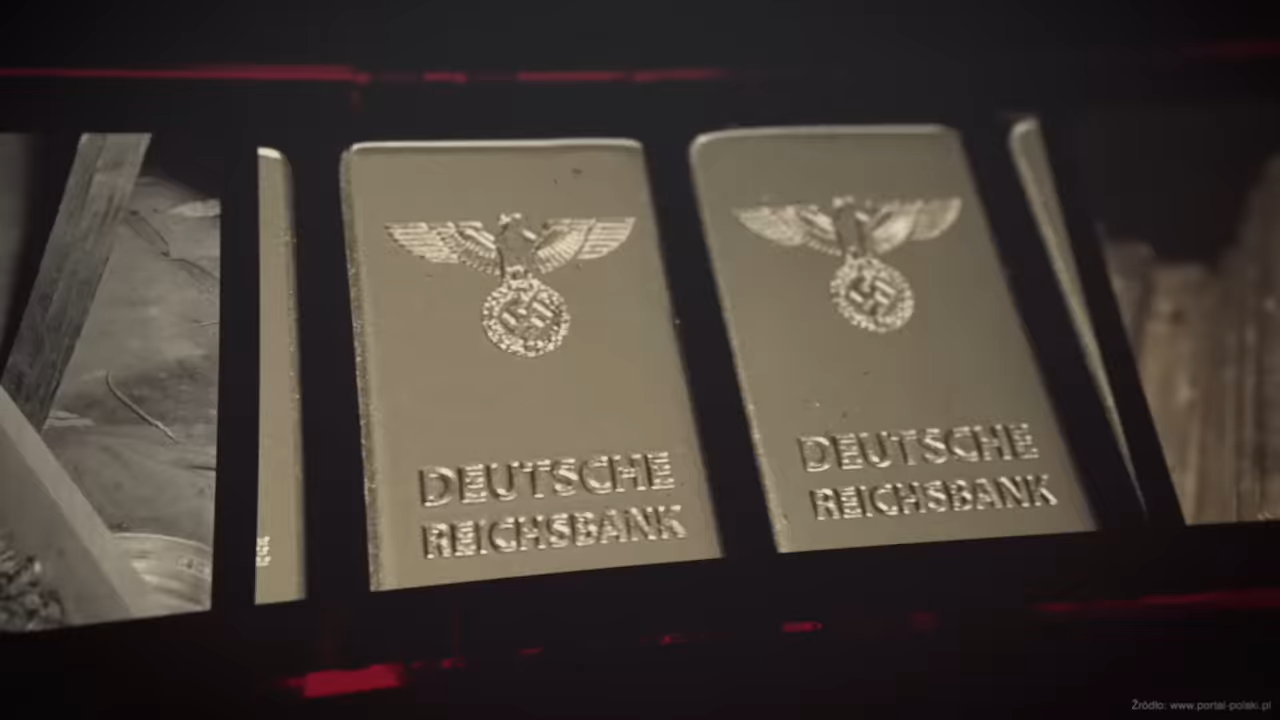 DEUTSCHE
REICHSBANK
DEUTSCHE
REICHSBANK
Źródło: www.portal-polski.pl